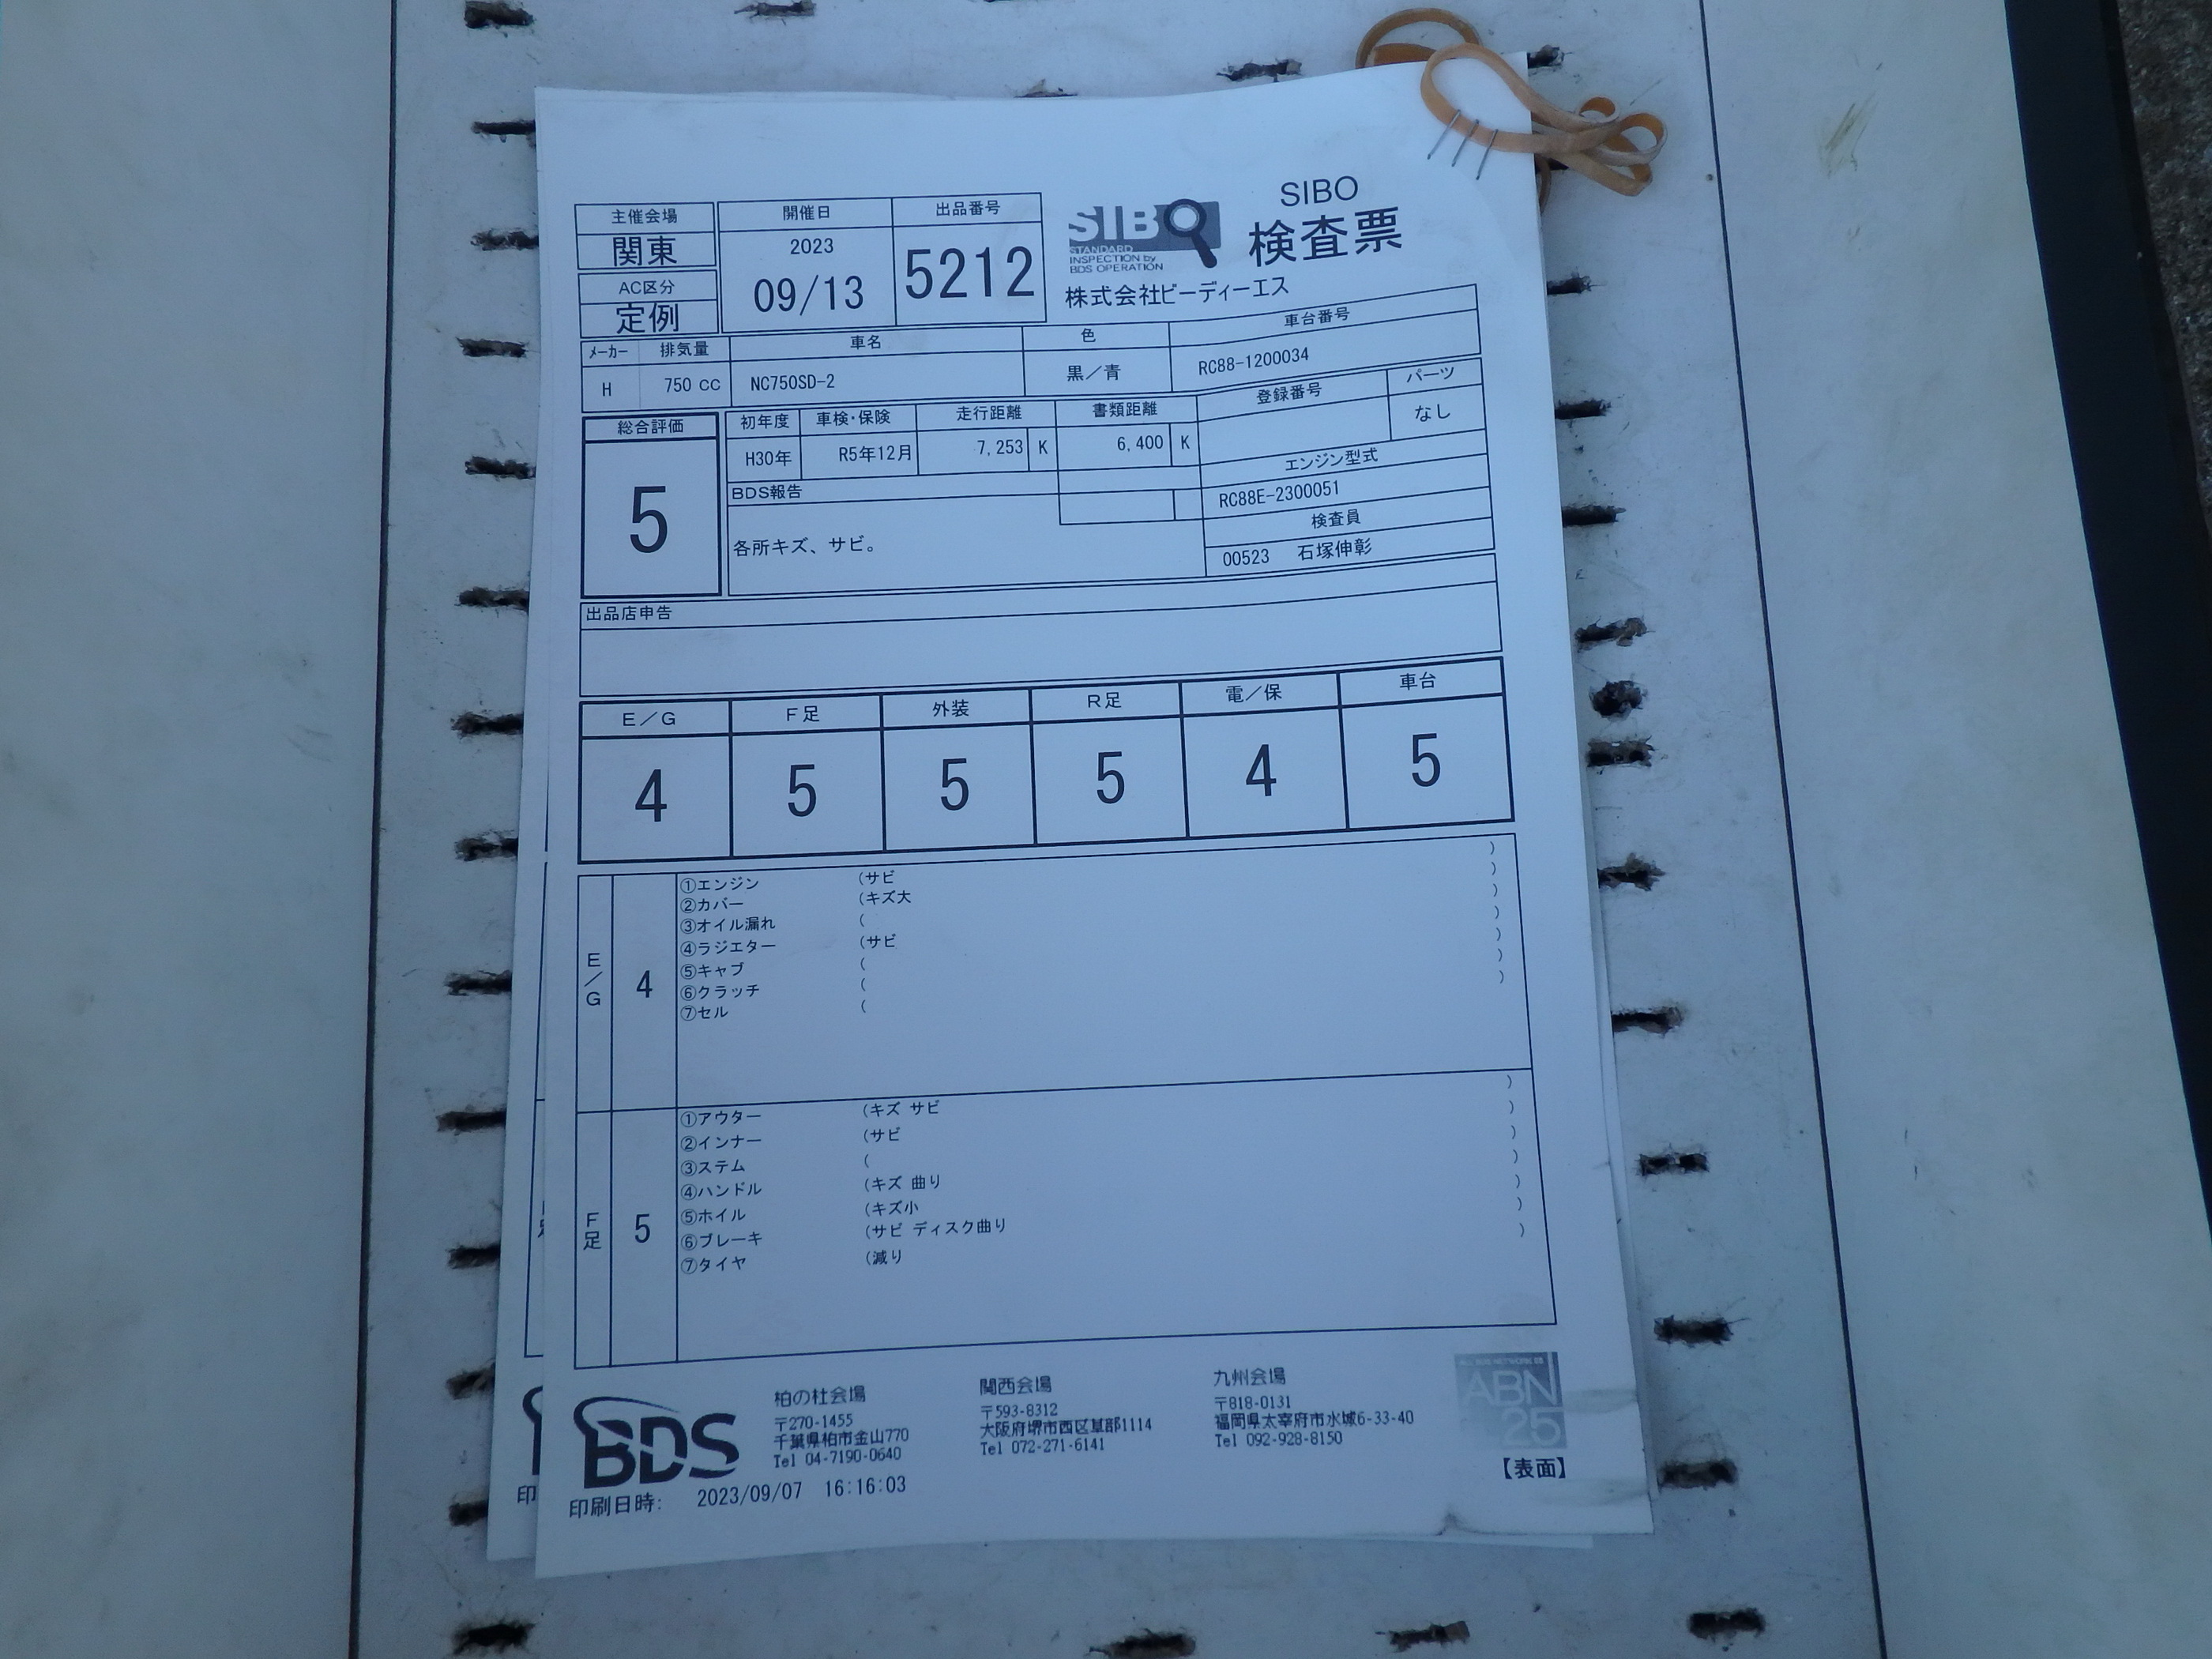 主催会場
関東
AC区分
定例
開催日
2023
09/13
出品番号
5212
SIBO
STANDARD
INSPECTION by
BDS OPERATION
SIBO
検査票
株式会社ビーディーエス
メーカー 排気量 車名 色 車台番号
H 750 CC NC750SD-2 黒／青 RC88-1200034
総合評価
5
初年度 車検・保険 走行距離 書類距離 登録番号 パーツ
H30年 R5年12月 7,253 K 6,400 K なし
BDS報告
各所キズ、サビ。
エンジン型式
RC88E-2300051
検査員
00523 石塚伸彰
出品店申告
E／G F足 外装 R足 電／保 車台
4 5 5 5 4 5
E／G 4
①エンジン (サビ )
②カバー (キズ大 )
③オイル漏れ ( )
④ラジエター (サビ )
⑤キャブ ( )
⑥クラッチ ( )
⑦セル ( )
F足 5
①アウター (キズ サビ )
②インナー (サビ )
③ステム ( )
④ハンドル (キズ 曲り )
⑤ホイル (キズ小 )
⑥ブレーキ (サビ ディスク曲り )
⑦タイヤ (減り )
BDS
柏の杜会場
〒270-1455
千葉県柏市金山770
Tel 04-7190-0640
関西会場
〒593-8312
大阪府堺市西区草部1114
Tel 072-271-6141
九州会場
〒818-0131
福岡県太宰府市水城6-33-40
Tel 092-928-8150
ABN
25
【表面】
印刷日時: 2023/09/07 16:16:03
印